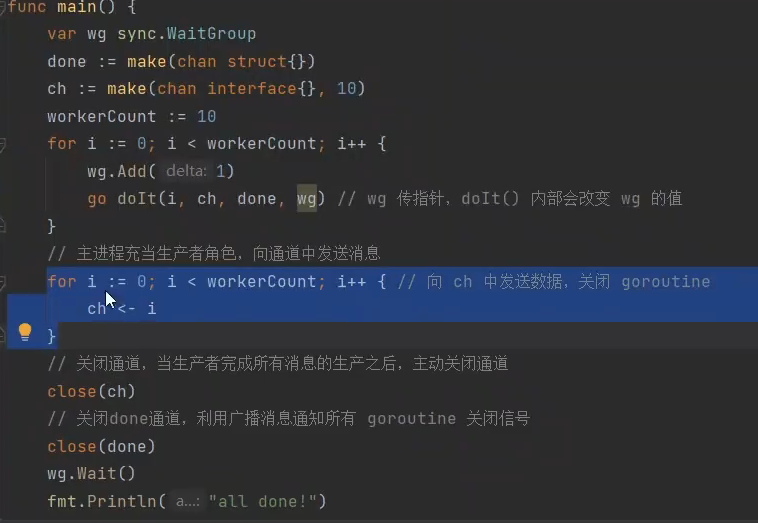 func main() {
var wg sync.WaitGroup
done := make(chan struct{})
ch := make(chan interface{}, 10)
workerCount := 10
for i := 0; i < workerCount; i++ {
wg.Add( delta: 1)
go doIt(i, ch, done, wg) // wg 传指针，doIt() 内部会改变 wg 的值
}
// 主进程充当生产者角色，向通道中发送消息
for i := 0; i < workerCount; i++ { // 向 ch 中发送数据，关闭 goroutine
ch <- i
}
// 关闭通道，当生产者完成所有消息的生产之后，主动关闭通道
close(ch)
// 关闭done通道，利用广播消息通知所有 goroutine 关闭信号
close(done)
wg.Wait()
fmt.Println( a...: "all done!")